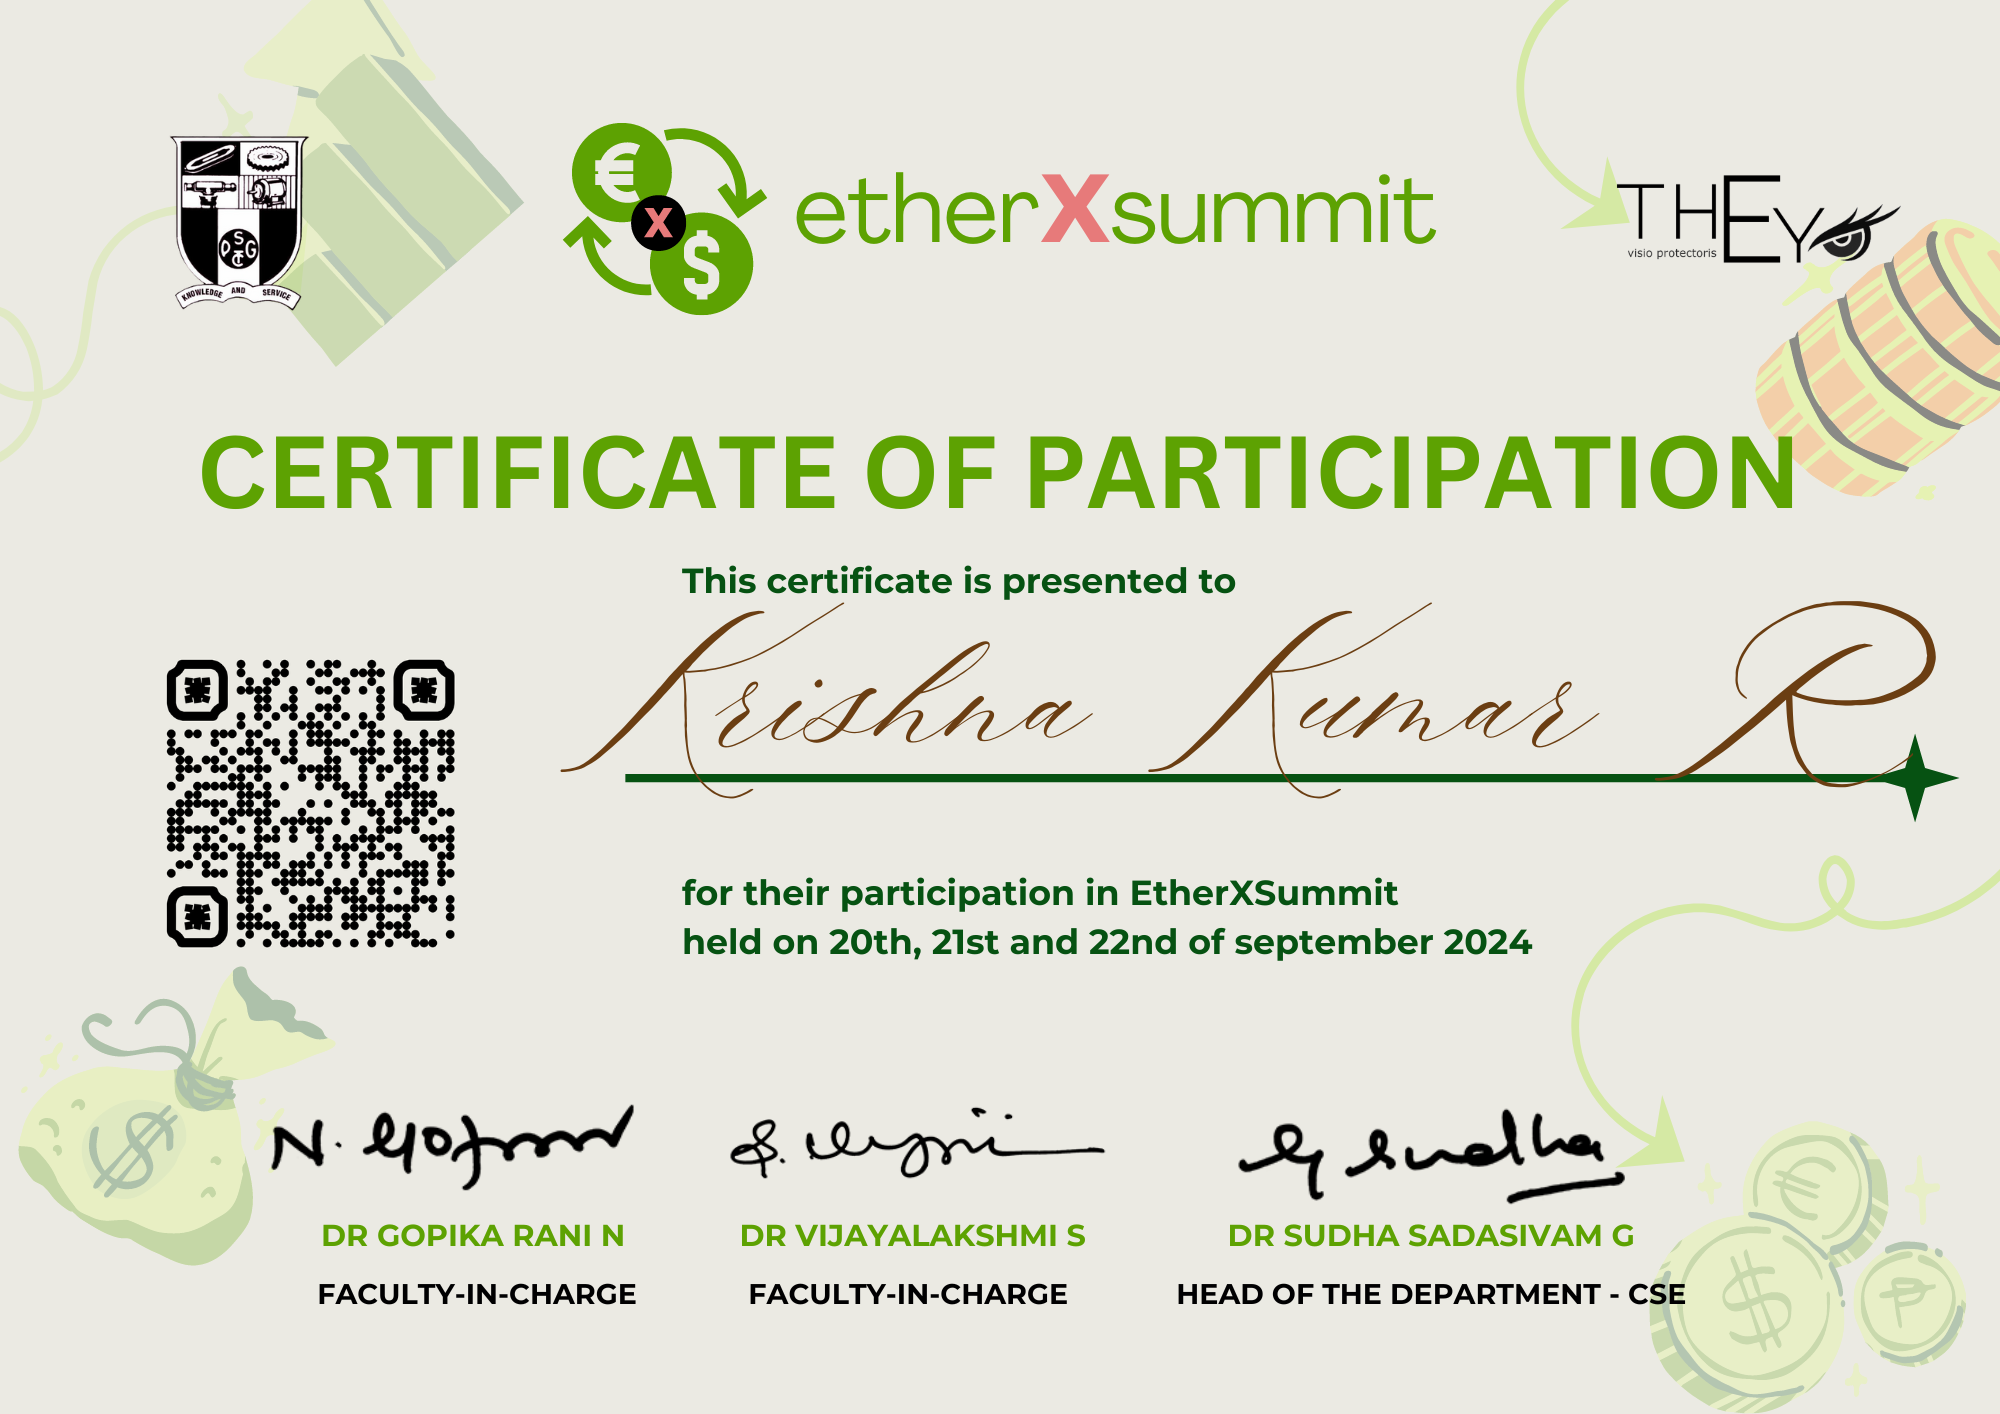 KNOWLEDGE AND SERVICE
etherXsummit
THEYE
visio protectoris
CERTIFICATE OF PARTICIPATION
This certificate is presented to
Krishna Kumar R
for their participation in EtherXSummit
held on 20th, 21st and 22nd of september 2024
N. Gopika
S. Vijayi
G Sudha
DR GOPIKA RANI N
DR VIJAYALAKSHMI S
DR SUDHA SADASIVAM G
FACULTY-IN-CHARGE
FACULTY-IN-CHARGE
HEAD OF THE DEPARTMENT - CSE